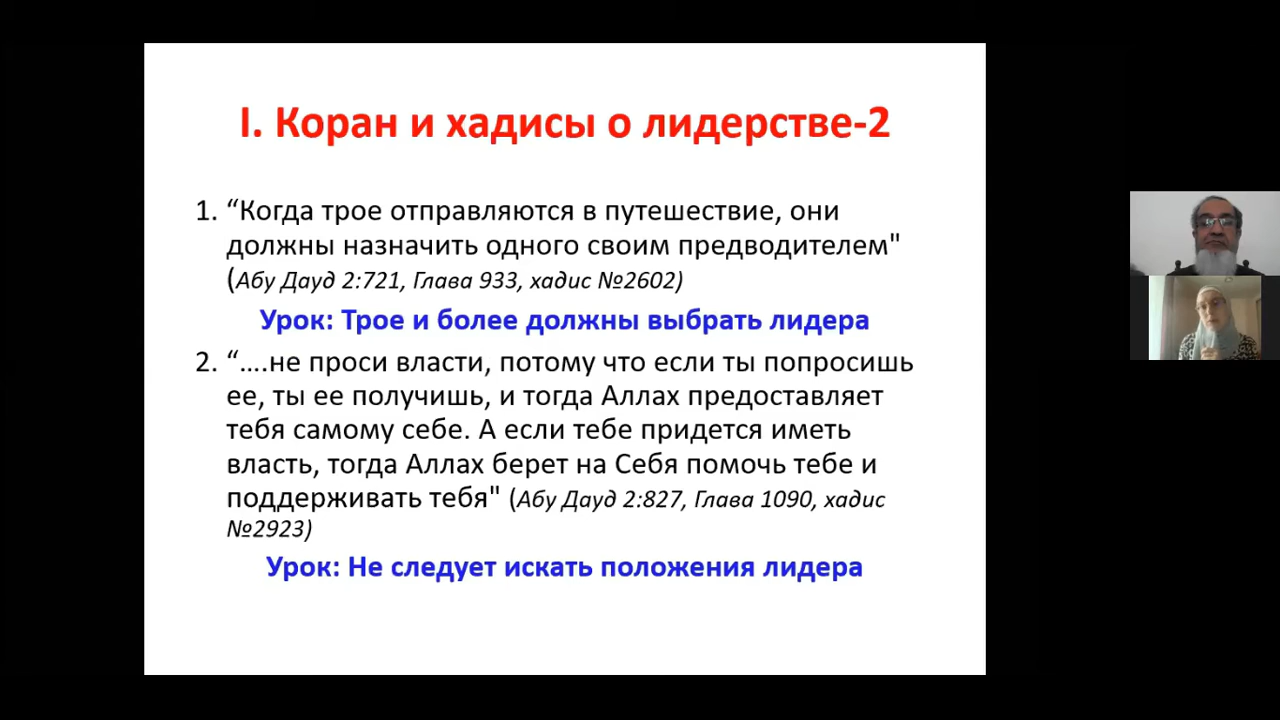 I. Коран и хадисы о лидерстве-2
1. “Когда трое отправляются в путешествие, они
должны назначить одного своим предводителем"
(Абу Дауд 2:721, Глава 933, хадис №2602)
Урок: Трое и более должны выбрать лидера
2. “….не проси власти, потому что если ты попросишь
ее, ты ее получишь, и тогда Аллах предоставляет
тебя самому себе. А если тебе придется иметь
власть, тогда Аллах берет на Себя помочь тебе и
поддерживать тебя" (Абу Дауд 2:827, Глава 1090, хадис
№2923)
Урок: Не следует искать положения лидера